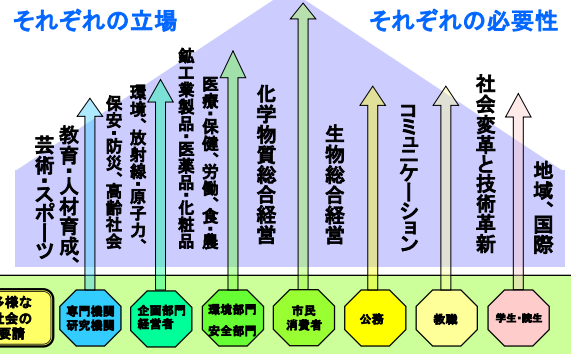 それぞれの立場
それぞれの必要性
芸術・スポーツ
教育・人材育成、
保安・防災、高齢社会
環境、放射線・原子力、
鉱工業製品・医薬品・化粧品
医療・保健、労働、食・農
化学物質総合経営
生物総合経営
コミュニケーション
社会変革と技術革新
地域、国際
多様な
社会の
要請
専門機関
研究機関
企画部門
経営者
環境部門
安全部門
市民
消費者
公務
教職
学生・院生